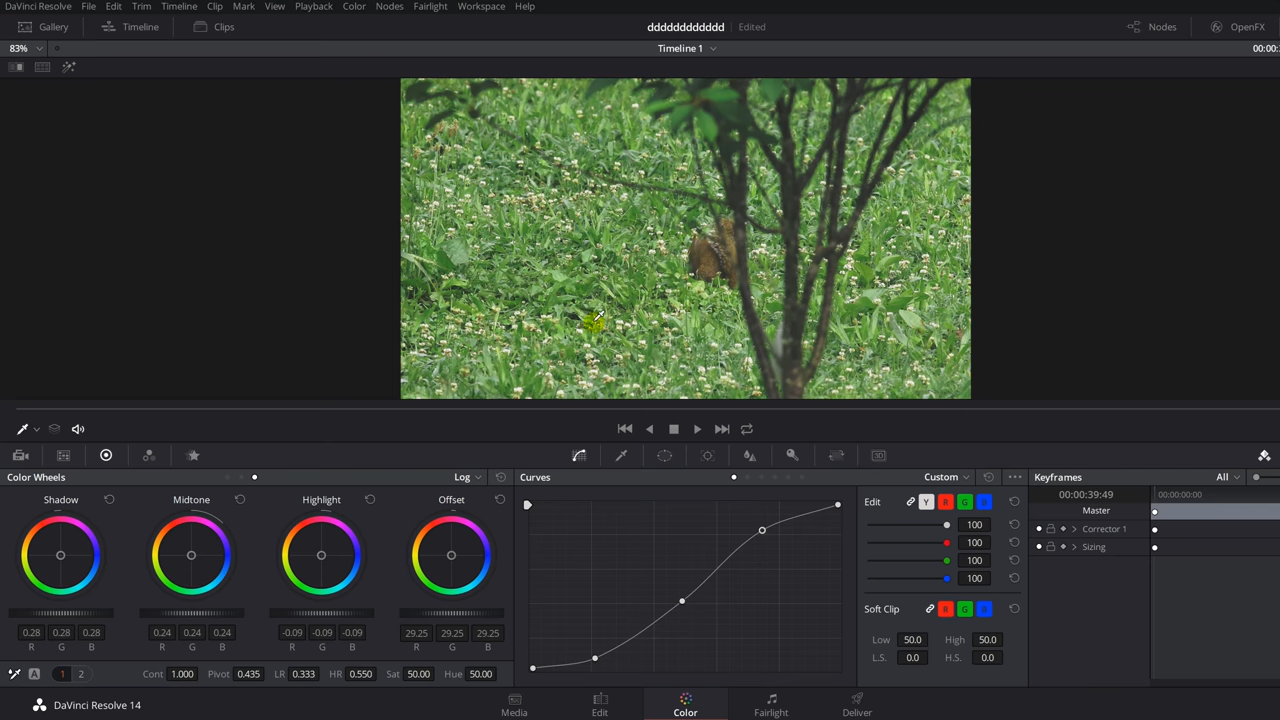 DaVinci Resolve File Edit Trim Timeline Clip Mark View Playback Color Nodes Fairlight Workspace Help
Gallery Timeline Clips dddddddddddd Edited Nodes OpenFX
83% Timeline 1 00:00:
Color Wheels Log Curves Custom Keyframes All
Shadow Midtone Highlight Offset Edit Y R G B 00:00:39:49 00:00:00:00
Master
100
100 Corrector 1
100 Sizing
100
Soft Clip R G B
0.28 0.28 0.28 0.24 0.24 0.24 -0.09 -0.09 -0.09 29.25 29.25 29.25 Low 50.0 High 50.0
R G B R G B R G B R G B L.S. 0.0 H.S. 0.0
A 1 2 Cont 1.000 Pivot 0.435 LR 0.333 HR 0.550 Sat 50.00 Hue 50.00
DaVinci Resolve 14 Media Edit Color Fairlight Deliver